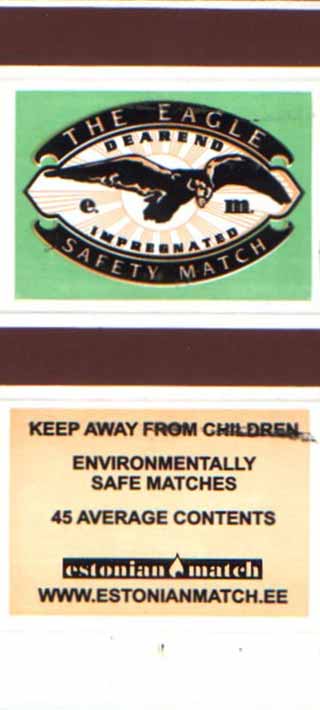 THE EAGLE
DEAREND
e. m.
IMPREGNATED
SAFETY MATCH
KEEP AWAY FROM CHILDREN
ENVIRONMENTALLY
SAFE MATCHES
45 AVERAGE CONTENTS
estonian match
WWW.ESTONIANMATCH.EE